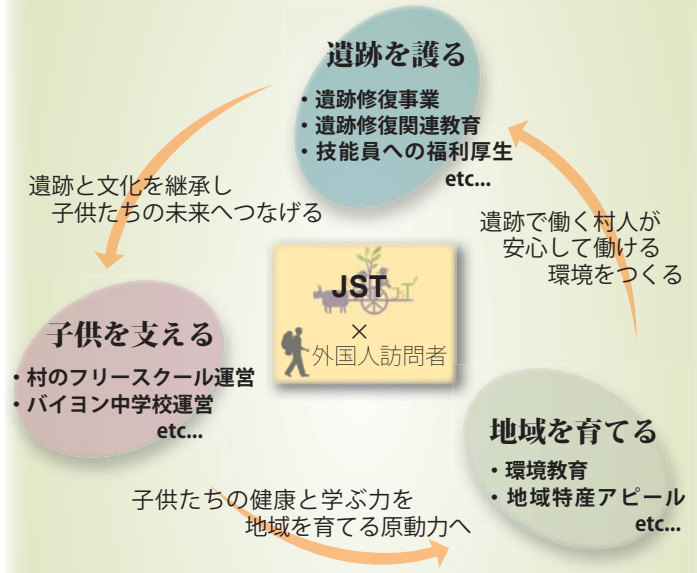 遺跡を護る
・遺跡修復事業
・遺跡修復関連教育
・技能員への福利厚生
etc...
遺跡と文化を継承し
子供たちの未来へつなげる
遺跡で働く村人が
安心して働ける
環境をつくる
JST
×
外国人訪問者
子供を支える
・村のフリースクール運営
・バイヨン中学校運営
etc...
地域を育てる
・環境教育
・地域特産アピール
etc...
子供たちの健康と学ぶ力を
地域を育てる原動力へ